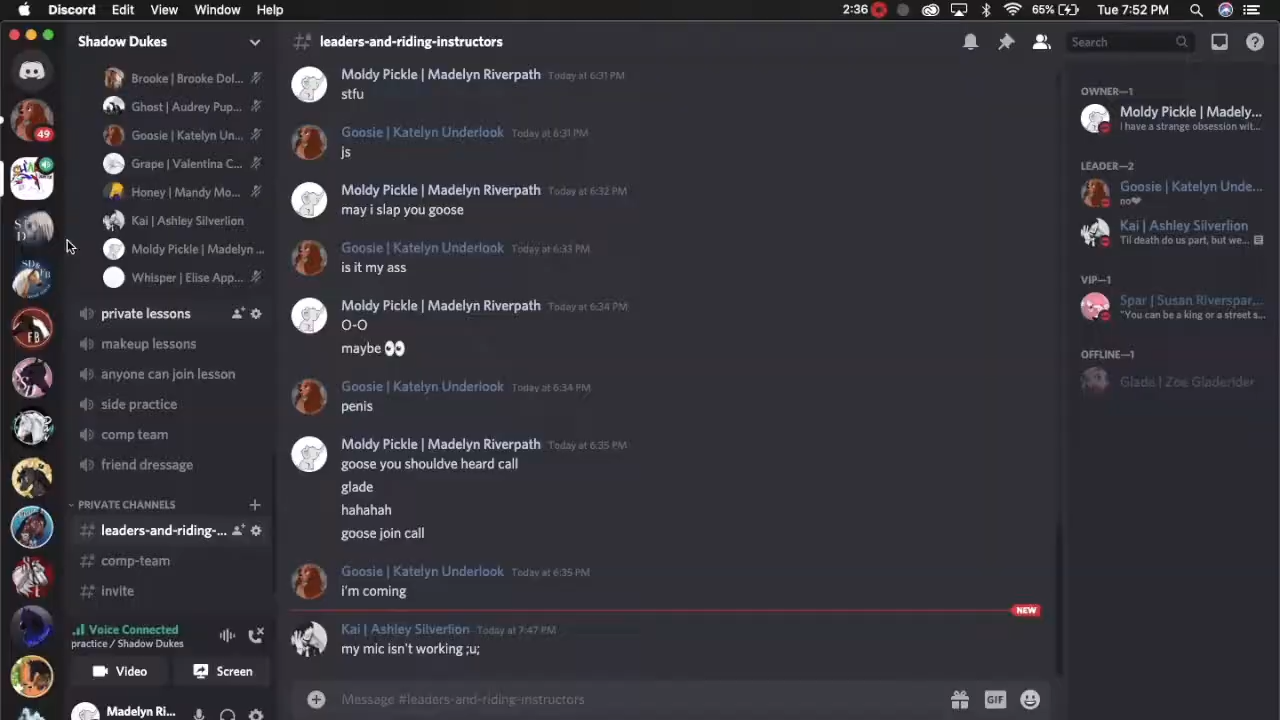 Discord Edit View Window Help
2:36 65% Tue 7:52 PM
49
SD
SD& FB
FB
Shadow Dukes
Brooke | Brooke Dol...
Ghost | Audrey Pup...
Goosie | Katelyn Un...
Grape | Valentina C...
Honey | Mandy Mo...
Kai | Ashley Silverlion
Moldy Pickle | Madelyn ...
Whisper | Elise App...
private lessons
makeup lessons
anyone can join lesson
side practice
comp team
friend dressage
PRIVATE CHANNELS
leaders-and-riding-...
comp-team
invite
Voice Connected
practice / Shadow Dukes
Video Screen
Madelyn Ri...
leaders-and-riding-instructors
Search
Moldy Pickle | Madelyn Riverpath Today at 6:31 PM
stfu
Goosie | Katelyn Underlook Today at 6:31 PM
js
Moldy Pickle | Madelyn Riverpath Today at 6:32 PM
may i slap you goose
Goosie | Katelyn Underlook Today at 6:33 PM
is it my ass
Moldy Pickle | Madelyn Riverpath Today at 6:34 PM
O-O
maybe 👀
Goosie | Katelyn Underlook Today at 6:34 PM
penis
Moldy Pickle | Madelyn Riverpath Today at 6:35 PM
goose you shouldve heard call
glade
hahahah
goose join call
Goosie | Katelyn Underlook Today at 6:35 PM
i'm coming
NEW
Kai | Ashley Silverlion Today at 7:47 PM
my mic isn't working ;u;
Message #leaders-and-riding-instructors
GIF
OWNER—1
Moldy Pickle | Madely...
i have a strange obsession wit...
LEADER—2
Goosie | Katelyn Unde...
no❤
Kai | Ashley Silverlion
Til death do us part, but we...
VIP—1
Spar | Susan Riverspar...
"You can be a king or a street s...
OFFLINE—1
Glade | Zoe Gladerider